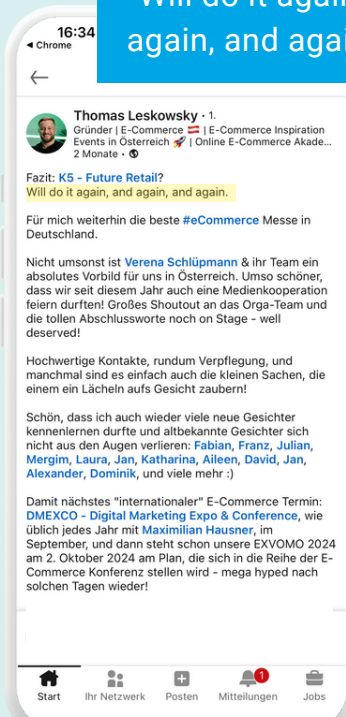 Will do it again
again, and agai
16:34
◄ Chrome
Thomas Leskowsky · 1.
Gründer | E-Commerce 🇦🇹 | E-Commerce Inspiration
Events in Österreich 🚀 | Online E-Commerce Akade...
2 Monate •
Fazit: K5 - Future Retail?
Will do it again, and again, and again.
Für mich weiterhin die beste #eCommerce Messe in
Deutschland.
Nicht umsonst ist Verena Schlüpmann & ihr Team ein
absolutes Vorbild für uns in Österreich. Umso schöner,
dass wir seit diesem Jahr auch eine Medienkooperation
feiern durften! Großes Shoutout an das Orga-Team und
die tollen Abschlussworte noch on Stage - well
deserved!
Hochwertige Kontakte, rundum Verpflegung, und
manchmal sind es einfach auch die kleinen Sachen, die
einem ein Lächeln aufs Gesicht zaubern!
Schön, dass ich auch wieder viele neue Gesichter
kennenlernen durfte und altbekannte Gesichter sich
nicht aus den Augen verlieren: Fabian, Franz, Julian,
Mergim, Laura, Jan, Katharina, Aileen, David, Jan,
Alexander, Dominik, und viele mehr :)
Damit nächstes "internationaler" E-Commerce Termin:
DMEXCO - Digital Marketing Expo & Conference, wie
üblich jedes Jahr mit Maximilian Hausner, im
September, und dann steht schon unsere EXVOMO 2024
am 2. Oktober 2024 am Plan, die sich in die Reihe der E-
Commerce Konferenz stellen wird - mega hyped nach
solchen Tagen wieder!
1
Start Ihr Netzwerk Posten Mitteilungen Jobs